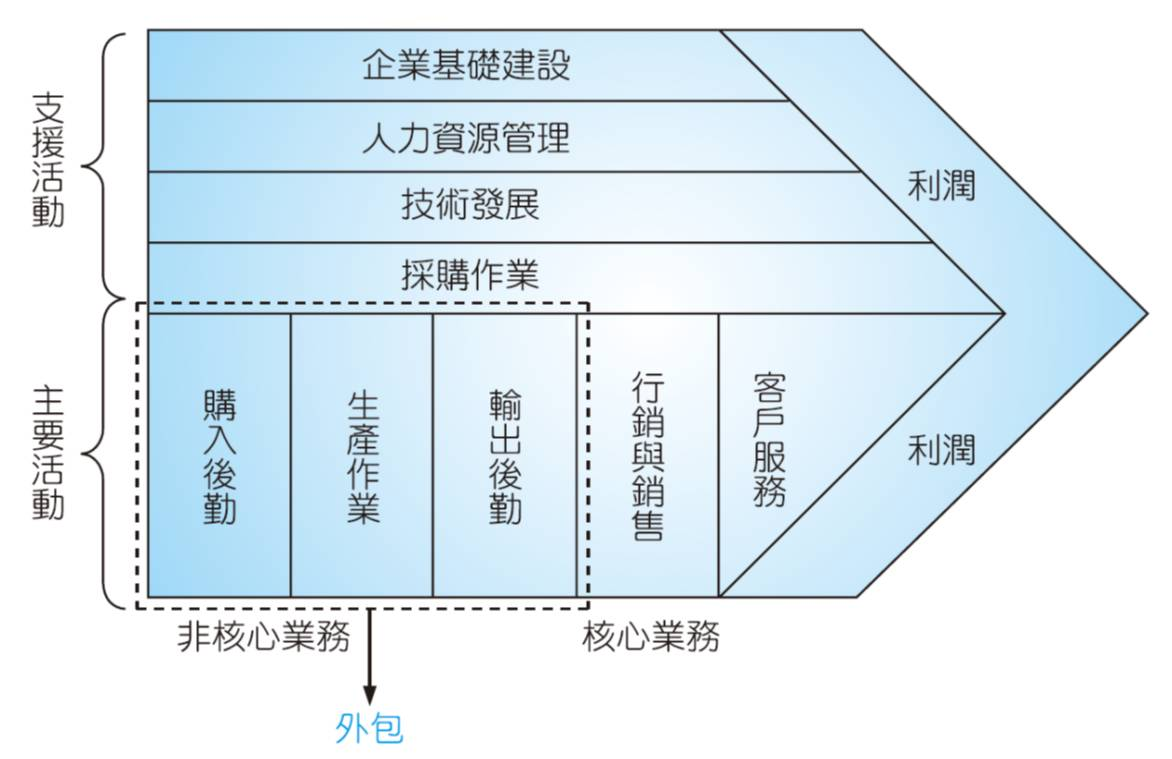 支援活動
企業基礎建設
人力資源管理
技術發展
採購作業
利潤
主要活動
購入後勤
生產作業
輸出後勤
行銷與銷售
客戶服務
利潤
非核心業務
核心業務
外包